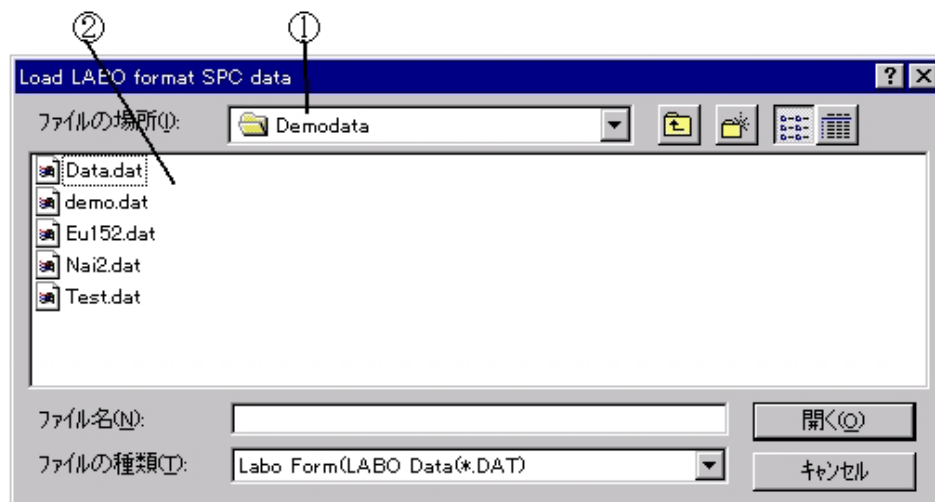 ② ①
Load LABO format SPC data
ファイルの場所(I): Demodata
Data.dat
demo.dat
Eu152.dat
Nai2.dat
Test.dat
ファイル名(N): 開く(O)
ファイルの種類(T): Labo Form(LABO Data(*.DAT) キャンセル